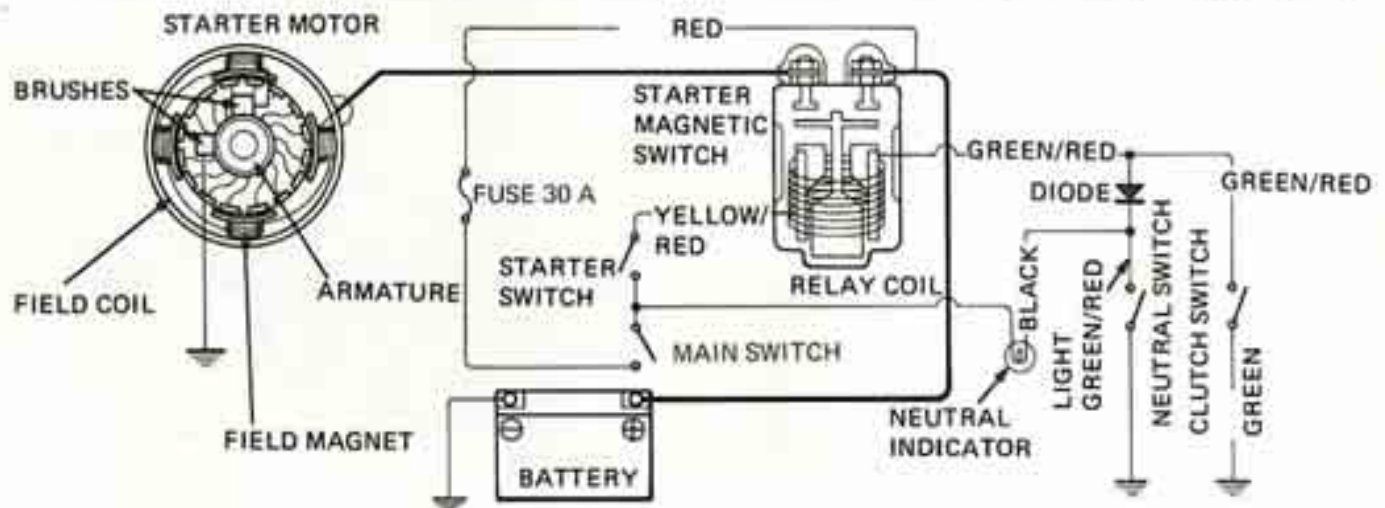 STARTER MOTOR
RED
BRUSHES
STARTER
MAGNETIC
SWITCH
GREEN/RED
DIODE
GREEN/RED
FUSE 30 A
YELLOW/
RED
STARTER
SWITCH
RELAY COIL
FIELD COIL
ARMATURE
BLACK
LIGHT
GREEN/RED
NEUTRAL SWITCH
CLUTCH SWITCH
GREEN
MAIN SWITCH
NEUTRAL
INDICATOR
FIELD MAGNET
⊖ ⊕
BATTERY